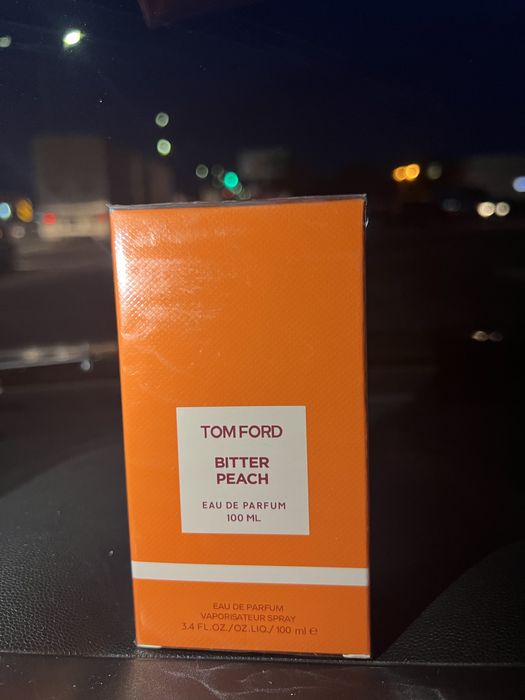 TOM FORD
BITTER
PEACH
EAU DE PARFUM
100 ML
EAU DE PARFUM
VAPORISATEUR SPRAY
3.4 FL.OZ./OZ.LIQ./ 100 ml ℮